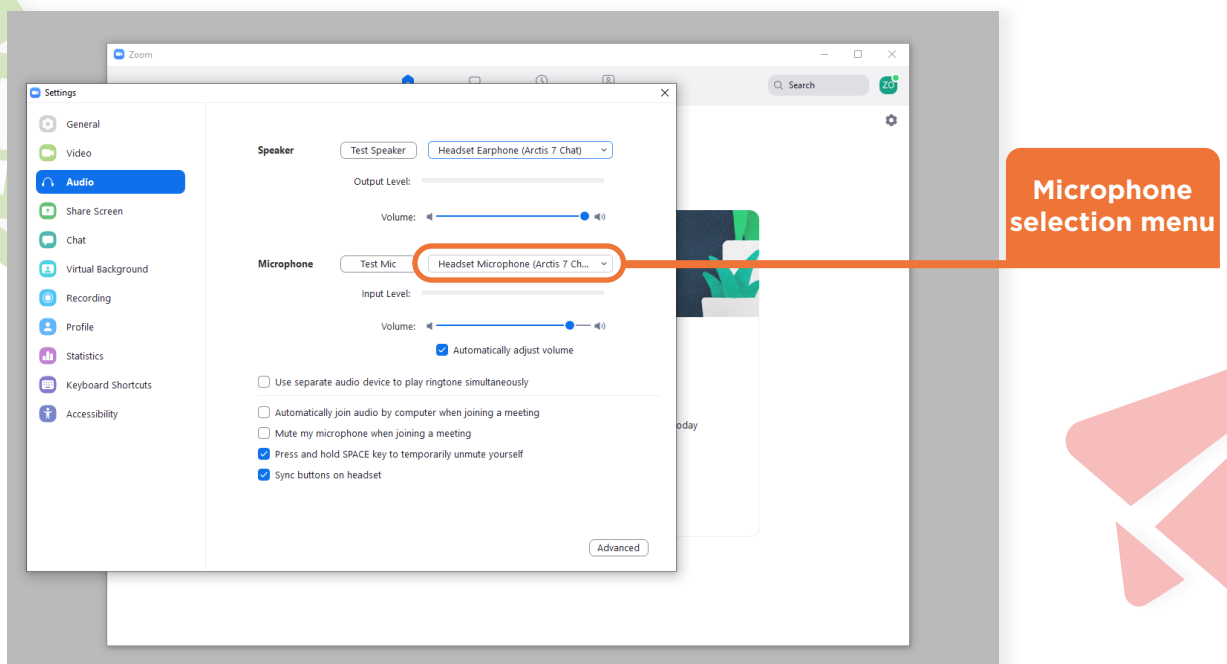 Zoom
Search
ZO
Settings
General
Video
Audio
Share Screen
Chat
Virtual Background
Recording
Profile
Statistics
Keyboard Shortcuts
Accessibility
Speaker
Test Speaker
Headset Earphone (Arctis 7 Chat)
Output Level:
Volume:
Microphone
Test Mic
Headset Microphone (Arctis 7 Ch...
Input Level:
Volume:
Automatically adjust volume
Use separate audio device to play ringtone simultaneously
Automatically join audio by computer when joining a meeting
Mute my microphone when joining a meeting
Press and hold SPACE key to temporarily unmute yourself
Sync buttons on headset
Advanced
oday
Microphone
selection menu